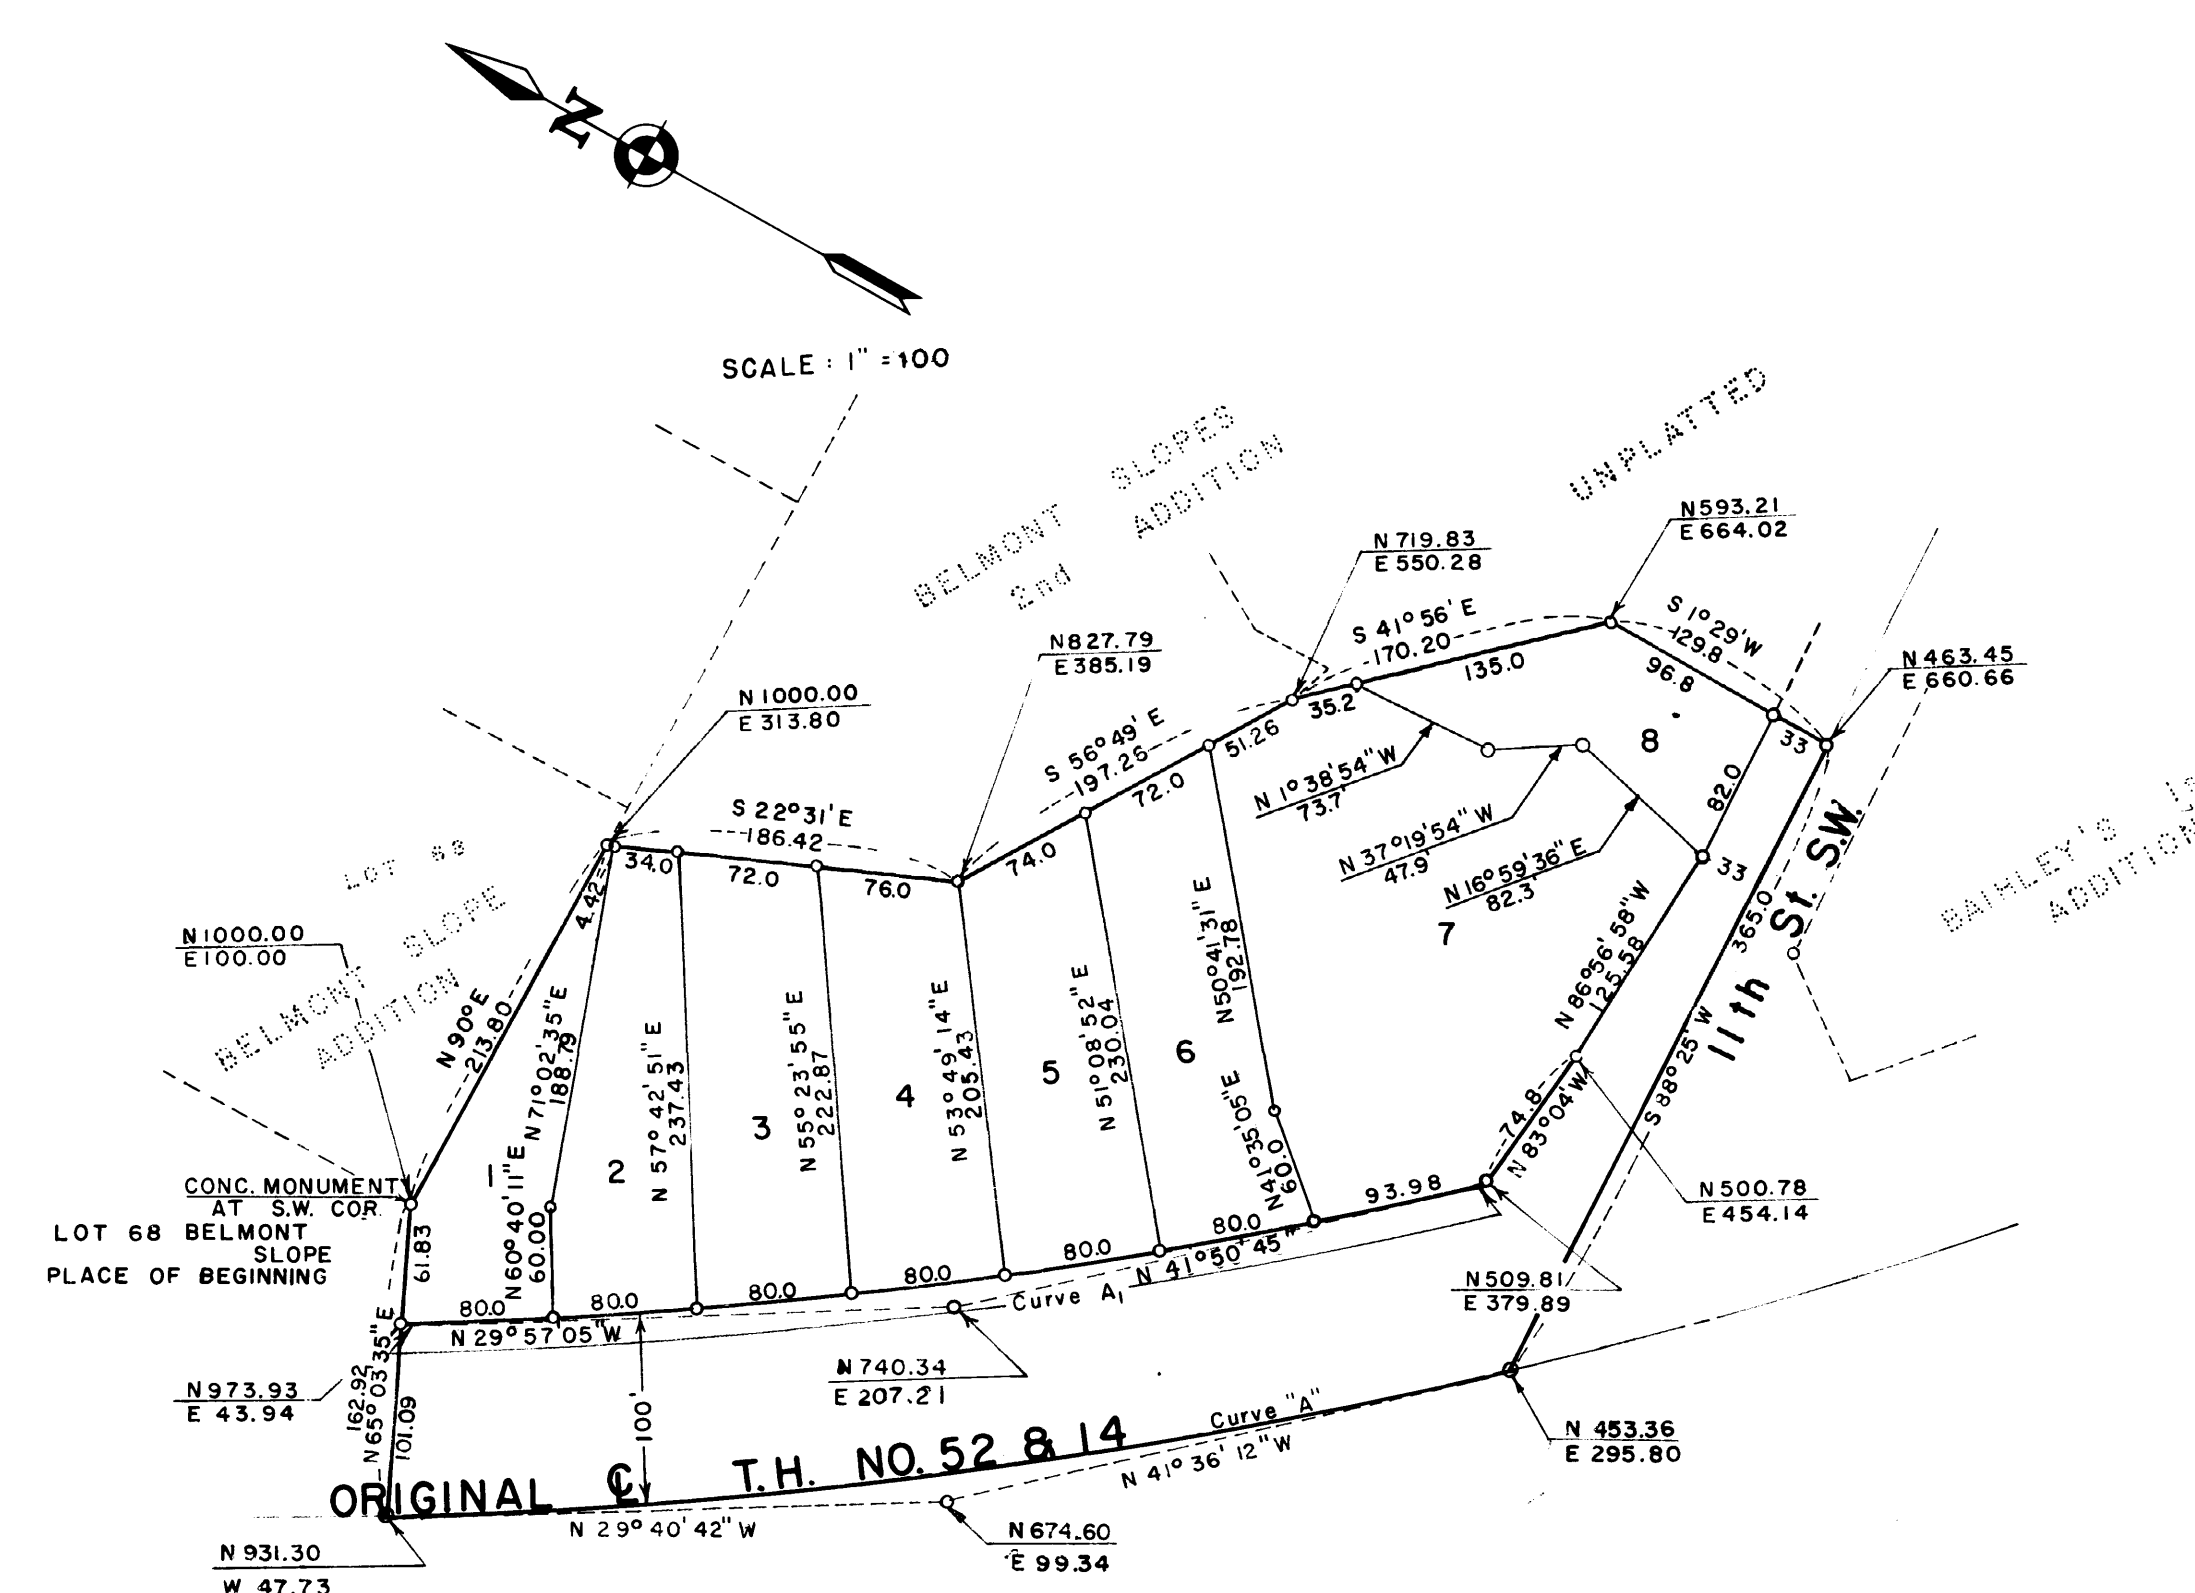 N
SCALE : 1" = 100
UNPLATTED
BELMONT SLOPES
2nd ADDITION
N 593.21
E 664.02
N 719.83
E 550.28
S 41° 56' E
170.20
135.0
35.2
S 1° 29' W
129.8
96.8
33
N 463.45
E 660.66
N 827.79
E 385.19
N 1000.00
E 313.80
S 56° 49' E
197.26
74.0
72.0
51.26
S 22° 31' E
186.42
34.0
72.0
76.0
4.42
N 1° 38' 54" W
73.7'
N 37° 19' 54" W
47.9'
N 16° 59' 36" E
82.3'
8
82.0
33
LOT 68
BELMONT SLOPE
ADDITION
BAIHLEY'S
ADDITION
N 1000.00
E 100.00
N 90° E
213.80
N 71° 02' 35" E
188.79
N 60° 40' 11" E
60.00
N 57° 42' 51" E
237.43
N 55° 23' 55" E
222.87
N 53° 49' 14" E
205.43
N 51° 08' 52" E
230.04
N 50° 41' 31" E
192.78
N 41° 35' 05" E
60.0
1
2
3
4
5
6
7
N 86° 56' 58" W
125.58
74.8
N 83° 04' W
365.0
S 88° 25' W
11th St. S.W.
CONC. MONUMENT
AT S.W. COR.
LOT 68 BELMONT
SLOPE
PLACE OF BEGINNING
61.83
80.0
80.0
80.0
80.0
80.0
80.0
93.98
N 29° 57' 05" W
Curve A1
N 41° 50' 45"
N 500.78
E 454.14
N 509.81
E 379.89
N 740.34
E 207.21
N 973.93
E 43.94
162.92
N 65° 03' 35" E
101.09
100'
ORIGINAL ℄ T.H. NO. 52 & 14
Curve "A"
N 41° 36' 12" W
N 29° 40' 42" W
N 453.36
E 295.80
N 674.60
E 99.34
N 931.30
W 47.73